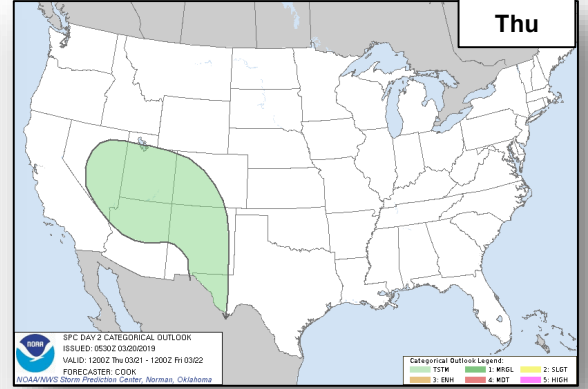 Thu
SPC DAY 2 CATEGORICAL OUTLOOK
ISSUED: 0530Z 03/20/2019
VALID: 1200Z Thu 03/21 - 1200Z Fri 03/22
FORECASTER: COOK
NOAA/NWS Storm Prediction Center, Norman, Oklahoma
NOAA
Categorical Outlook Legend:
TSTM 1: MRGL 2: SLGT
3: ENH 4: MDT 5: HIGH